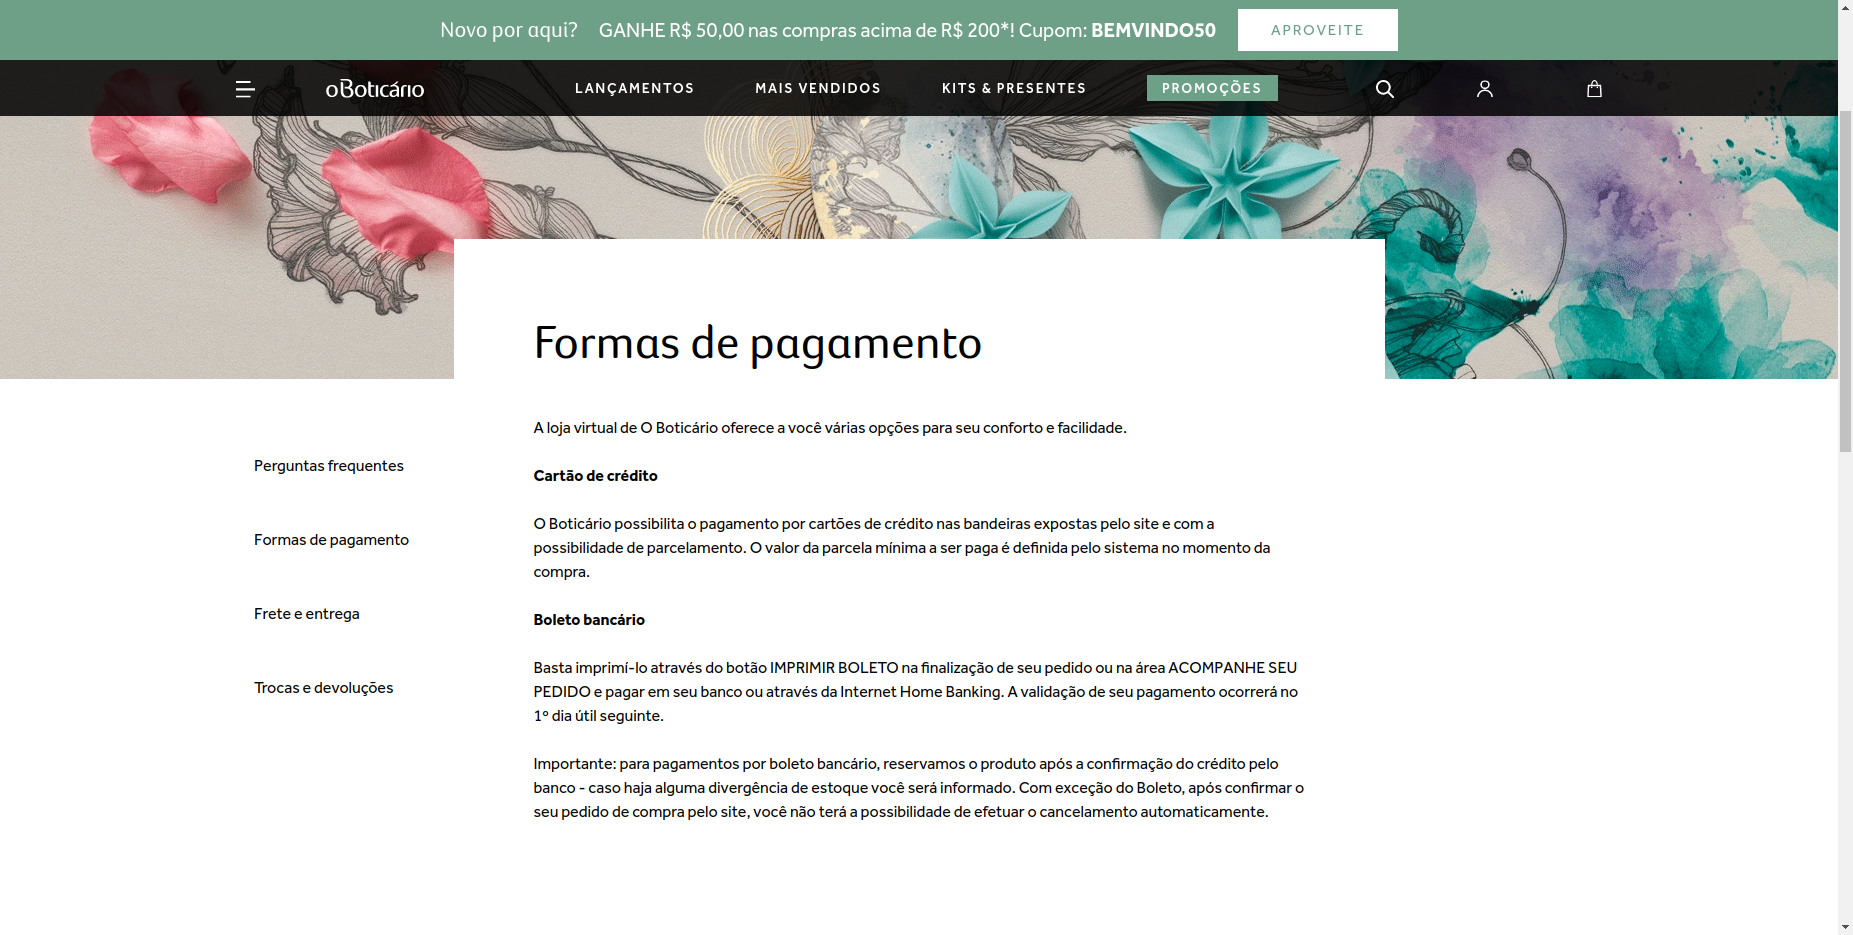 Novo por aqui? GANHE R$ 50,00 nas compras acima de R$ 200*! Cupom: BEMVINDO50 APROVEITE
oBoticário LANÇAMENTOS MAIS VENDIDOS KITS & PRESENTES PROMOÇÕES
Formas de pagamento
A loja virtual de O Boticário oferece a você várias opções para seu conforto e facilidade.
Perguntas frequentes
Formas de pagamento
Frete e entrega
Trocas e devoluções
Cartão de crédito
O Boticário possibilita o pagamento por cartões de crédito nas bandeiras expostas pelo site e com a
possibilidade de parcelamento. O valor da parcela mínima a ser paga é definida pelo sistema no momento da
compra.
Boleto bancário
Basta imprimí-lo através do botão IMPRIMIR BOLETO na finalização de seu pedido ou na área ACOMPANHE SEU
PEDIDO e pagar em seu banco ou através da Internet Home Banking. A validação de seu pagamento ocorrerá no
1º dia útil seguinte.
Importante: para pagamentos por boleto bancário, reservamos o produto após a confirmação do crédito pelo
banco - caso haja alguma divergência de estoque você será informado. Com exceção do Boleto, após confirmar o
seu pedido de compra pelo site, você não terá a possibilidade de efetuar o cancelamento automaticamente.